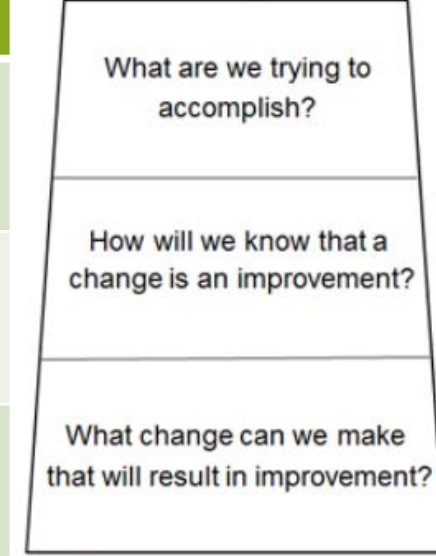 What are we trying to
accomplish?
How will we know that a
change is an improvement?
What change can we make
that will result in improvement?